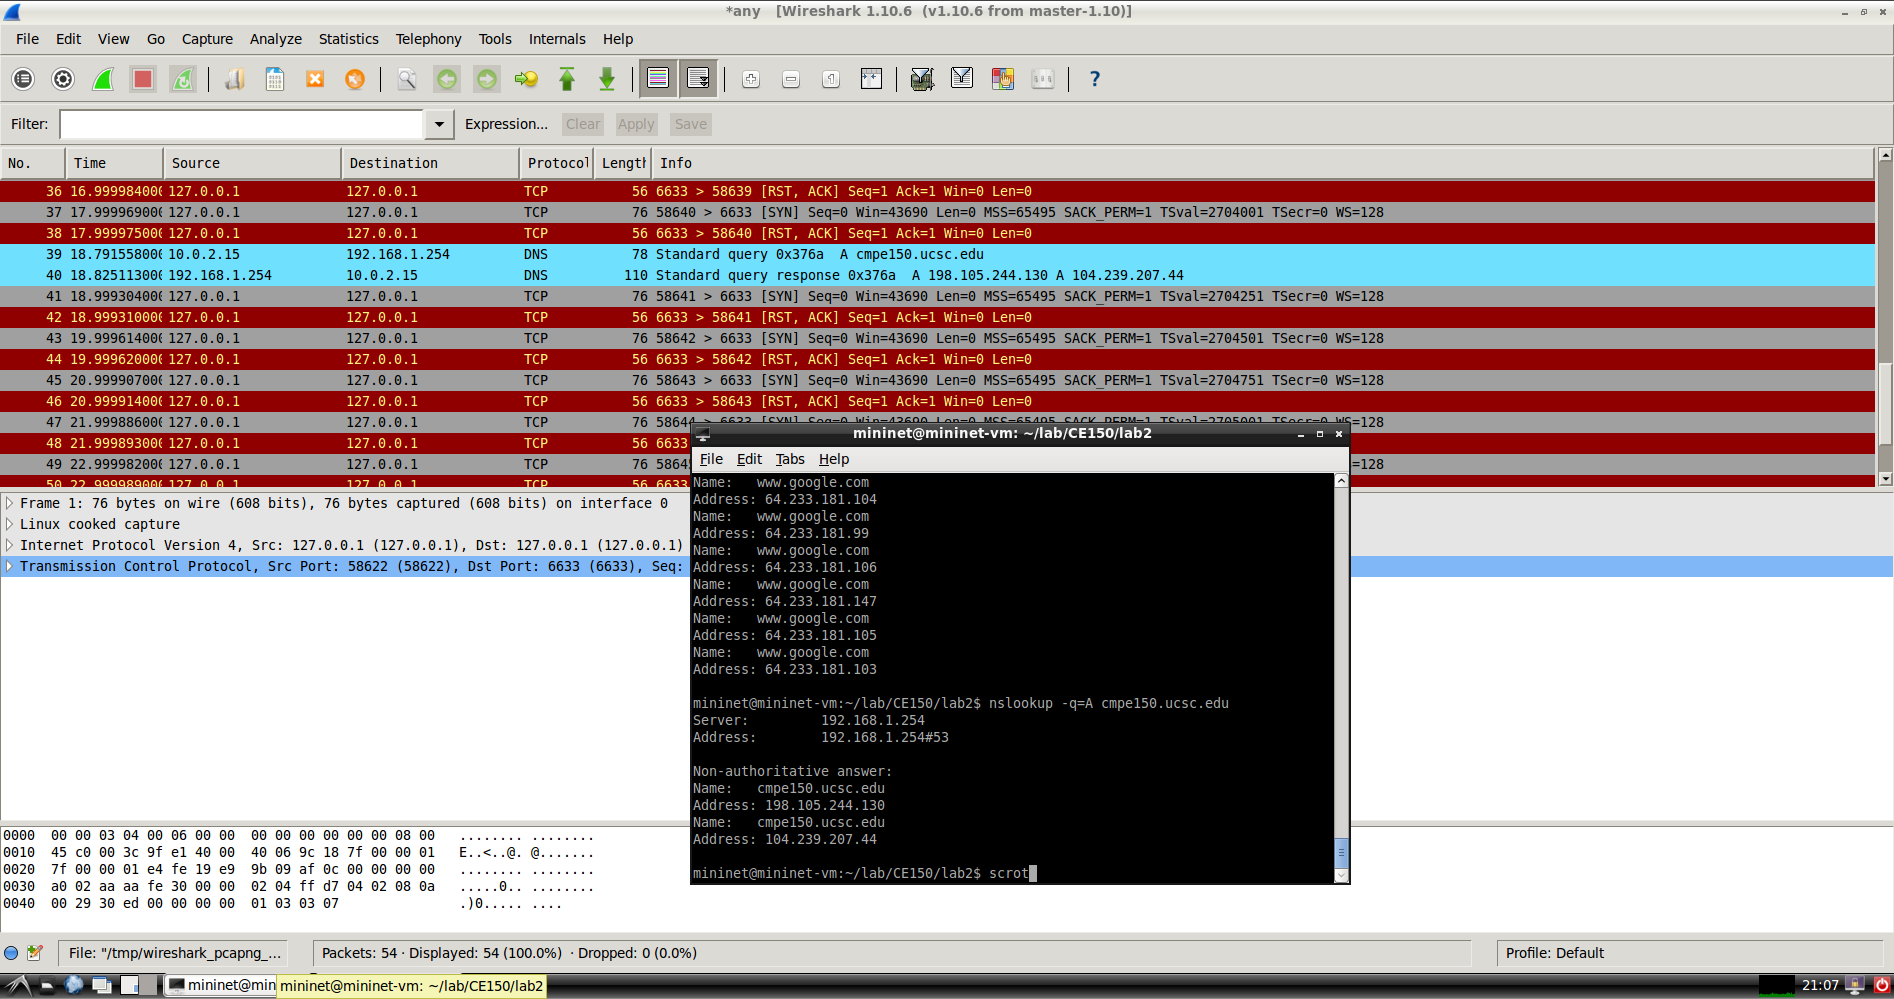 *any   [Wireshark 1.10.6  (v1.10.6 from master-1.10)]
File Edit View Go Capture Analyze Statistics Telephony Tools Internals Help
Filter: Expression... Clear Apply Save
No. Time Source Destination Protocol Length Info
36 16.999984000 127.0.0.1 127.0.0.1 TCP 56 6633 > 58639 [RST, ACK] Seq=1 Ack=1 Win=0 Len=0
37 17.999969000 127.0.0.1 127.0.0.1 TCP 76 58640 > 6633 [SYN] Seq=0 Win=43690 Len=0 MSS=65495 SACK_PERM=1 TSval=2704001 TSecr=0 WS=128
38 17.999975000 127.0.0.1 127.0.0.1 TCP 56 6633 > 58640 [RST, ACK] Seq=1 Ack=1 Win=0 Len=0
39 18.791558000 10.0.2.15 192.168.1.254 DNS 78 Standard query 0x376a  A cmpe150.ucsc.edu
40 18.825113000 192.168.1.254 10.0.2.15 DNS 110 Standard query response 0x376a  A 198.105.244.130 A 104.239.207.44
41 18.999304000 127.0.0.1 127.0.0.1 TCP 76 58641 > 6633 [SYN] Seq=0 Win=43690 Len=0 MSS=65495 SACK_PERM=1 TSval=2704251 TSecr=0 WS=128
42 18.999310000 127.0.0.1 127.0.0.1 TCP 56 6633 > 58641 [RST, ACK] Seq=1 Ack=1 Win=0 Len=0
43 19.999614000 127.0.0.1 127.0.0.1 TCP 76 58642 > 6633 [SYN] Seq=0 Win=43690 Len=0 MSS=65495 SACK_PERM=1 TSval=2704501 TSecr=0 WS=128
44 19.999620000 127.0.0.1 127.0.0.1 TCP 56 6633 > 58642 [RST, ACK] Seq=1 Ack=1 Win=0 Len=0
45 20.999907000 127.0.0.1 127.0.0.1 TCP 76 58643 > 6633 [SYN] Seq=0 Win=43690 Len=0 MSS=65495 SACK_PERM=1 TSval=2704751 TSecr=0 WS=128
46 20.999914000 127.0.0.1 127.0.0.1 TCP 56 6633 > 58643 [RST, ACK] Seq=1 Ack=1 Win=0 Len=0
47 21.999886000 127.0.0.1 127.0.0.1 TCP 76 58644 > 6633 [SYN] Seq=0 Win=43690 Len=0 MSS=65495 SACK_PERM=1 TSval=2705001 TSecr=0 WS=128
48 21.999893000 127.0.0.1 127.0.0.1 TCP 56 6633
49 22.999982000 127.0.0.1 127.0.0.1 TCP 76 5864 =128
50 22.999989000 127.0.0.1 127.0.0.1 TCP 56 6633
Frame 1: 76 bytes on wire (608 bits), 76 bytes captured (608 bits) on interface 0
Linux cooked capture
Internet Protocol Version 4, Src: 127.0.0.1 (127.0.0.1), Dst: 127.0.0.1 (127.0.0.1)
Transmission Control Protocol, Src Port: 58622 (58622), Dst Port: 6633 (6633), Seq:
0000  00 00 03 04 00 06 00 00  00 00 00 00 00 00 08 00   ........ ........
0010  45 c0 00 3c 9f e1 40 00  40 06 9c 18 7f 00 00 01   E..<..@. @.......
0020  7f 00 00 01 e4 fe 19 e9  9b 09 af 0c 00 00 00 00   ........ ........
0030  a0 02 aa aa fe 30 00 00  02 04 ff d7 04 02 08 0a   .....0.. ........
0040  00 29 30 ed 00 00 00 00  01 03 03 07               .)0..... ....
mininet@mininet-vm: ~/lab/CE150/lab2
File Edit Tabs Help
Name:   www.google.com
Address: 64.233.181.104
Name:   www.google.com
Address: 64.233.181.99
Name:   www.google.com
Address: 64.233.181.106
Name:   www.google.com
Address: 64.233.181.147
Name:   www.google.com
Address: 64.233.181.105
Name:   www.google.com
Address: 64.233.181.103
mininet@mininet-vm:~/lab/CE150/lab2$ nslookup -q=A cmpe150.ucsc.edu
Server:         192.168.1.254
Address:        192.168.1.254#53
Non-authoritative answer:
Name:   cmpe150.ucsc.edu
Address: 198.105.244.130
Name:   cmpe150.ucsc.edu
Address: 104.239.207.44
mininet@mininet-vm:~/lab/CE150/lab2$ scrot
File: "/tmp/wireshark_pcapng_... Packets: 54 · Displayed: 54 (100.0%)  · Dropped: 0 (0.0%) Profile: Default
mininet@min mininet@mininet-vm: ~/lab/CE150/lab2 21:07